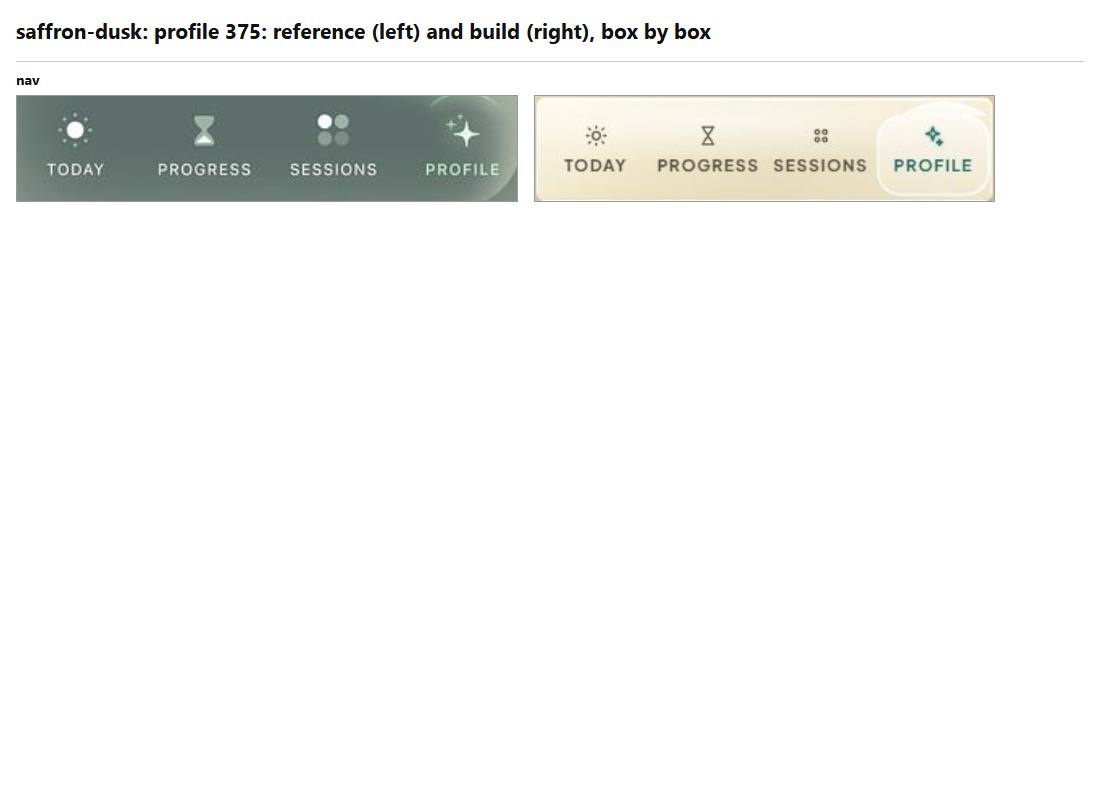 saffron-dusk: profile 375: reference (left) and build (right), box by box
nav
TODAY PROGRESS SESSIONS PROFILE
TODAY PROGRESS SESSIONS PROFILE